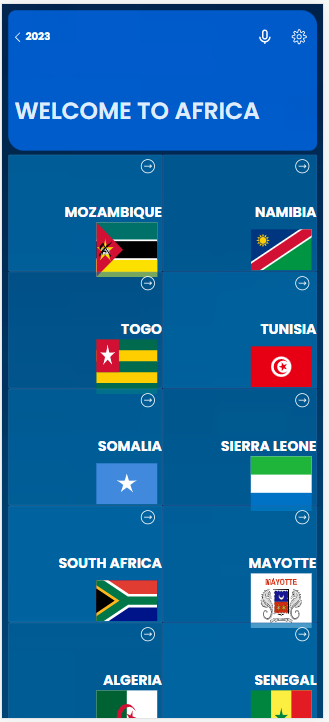 2023
WELCOME TO AFRICA
MOZAMBIQUE
NAMIBIA
TOGO
TUNISIA
SOMALIA
SIERRA LEONE
SOUTH AFRICA
MAYOTTE
MAYOTTE
ALGERIA
SENEGAL